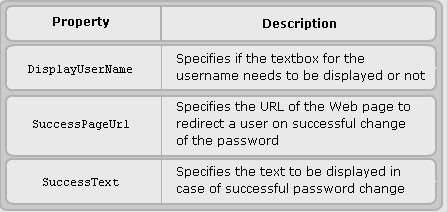 Property Description
DisplayUserName
Specifies if the textbox for the
username needs to be displayed or not
SuccessPageUrl
Specifies the URL of the Web page to
redirect a user on successful change
of the password
SuccessText
Specifies the text to be displayed in
case of successful password change